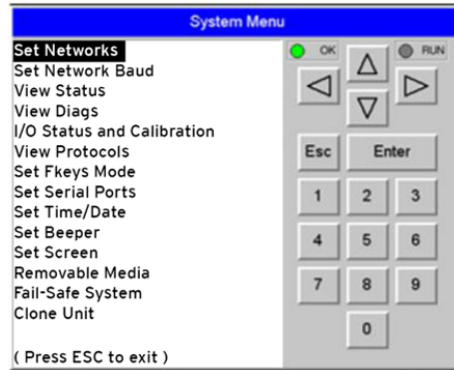 System Menu
Set Networks
Set Network Baud
View Status
View Diags
I/O Status and Calibration
View Protocols
Set Fkeys Mode
Set Serial Ports
Set Time/Date
Set Beeper
Set Screen
Removable Media
Fail-Safe System
Clone Unit
( Press ESC to exit )
OK RUN
Esc Enter
1 2 3
4 5 6
7 8 9
0